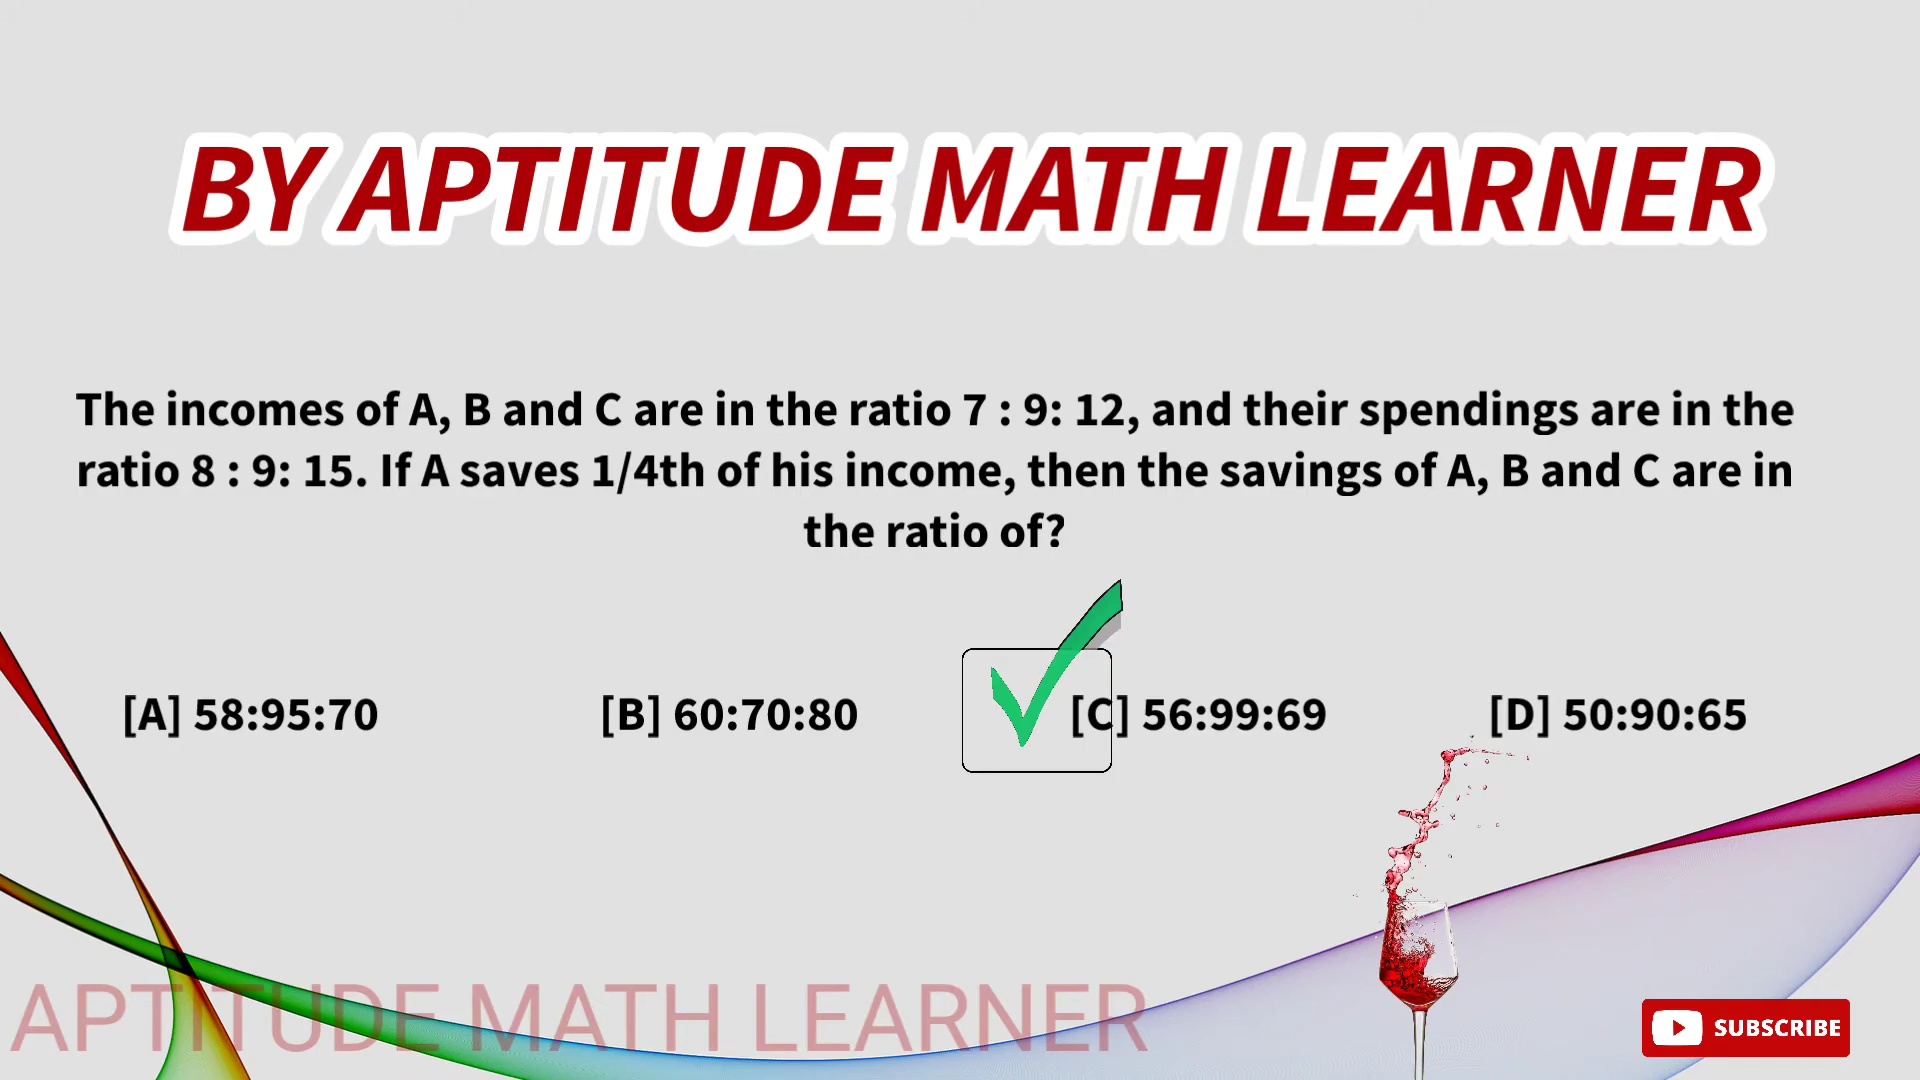 BY APTITUDE MATH LEARNER
The incomes of A, B and C are in the ratio 7 : 9: 12, and their spendings are in the
ratio 8 : 9: 15. If A saves 1/4th of his income, then the savings of A, B and C are in
the ratio of?
[A] 58:95:70 [B] 60:70:80 [C] 56:99:69 [D] 50:90:65
APTITUDE MATH LEARNER
SUBSCRIBE